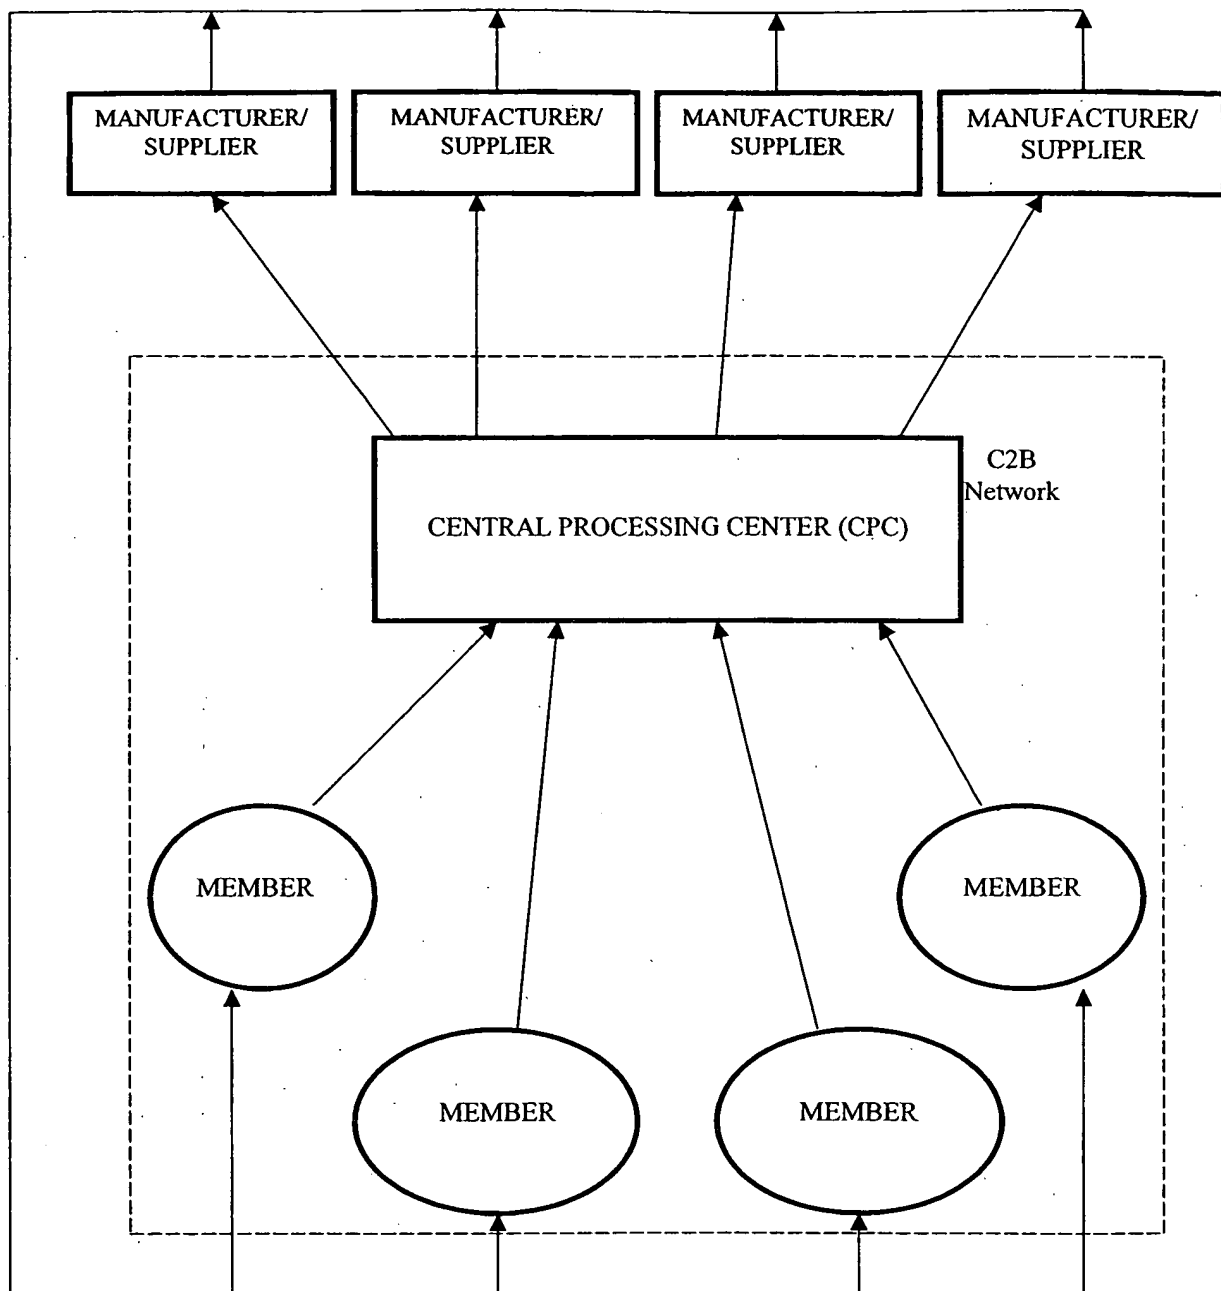 MANUFACTURER/
SUPPLIER
MANUFACTURER/
SUPPLIER
MANUFACTURER/
SUPPLIER
MANUFACTURER/
SUPPLIER
C2B
Network
CENTRAL PROCESSING CENTER (CPC)
MEMBER
MEMBER
MEMBER
MEMBER